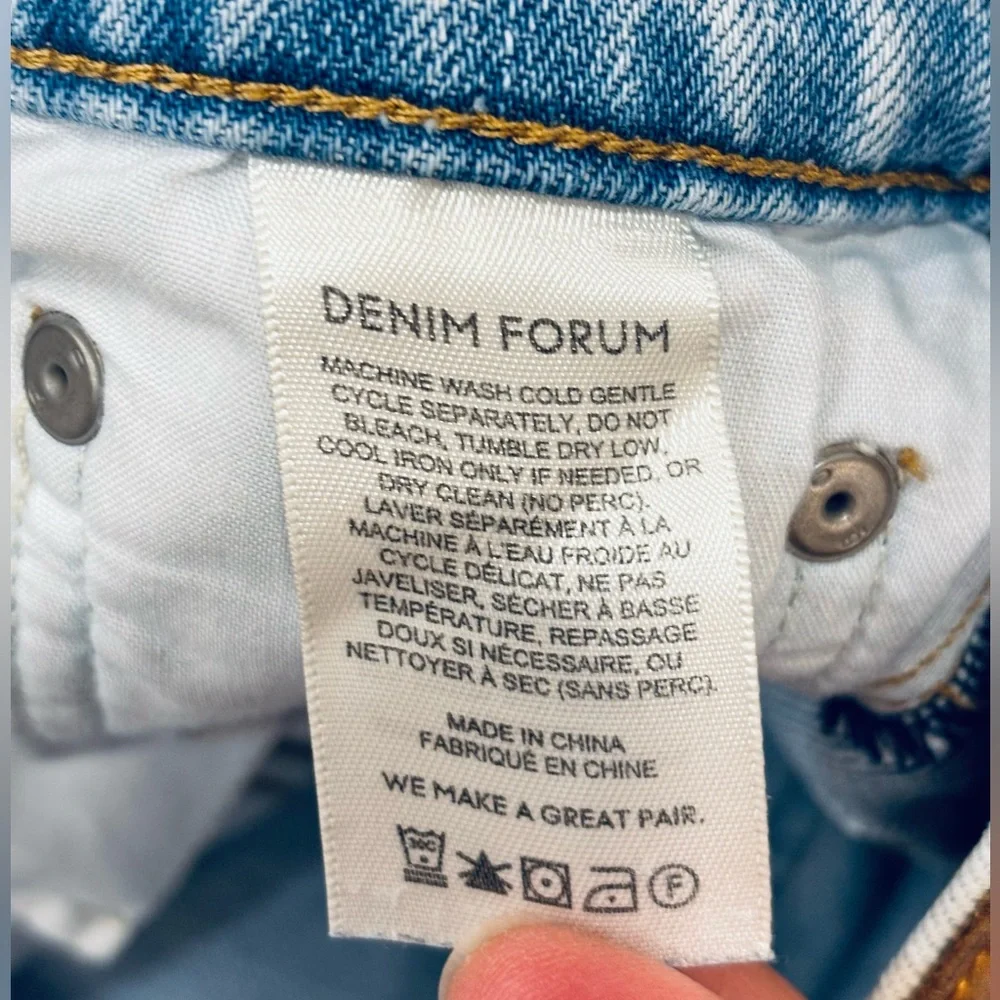 DENIM FORUM
MACHINE WASH COLD GENTLE
CYCLE SEPARATELY, DO NOT
BLEACH, TUMBLE DRY LOW,
COOL IRON ONLY IF NEEDED, OR
DRY CLEAN (NO PERC).
LAVER SÉPARÉMENT À LA
MACHINE À L'EAU FROIDE AU
CYCLE DÉLICAT, NE PAS
JAVELISER, SÉCHER À BASSE
TEMPÉRATURE, REPASSAGE
DOUX SI NÉCESSAIRE, OU
NETTOYER À SEC (SANS PERC).
MADE IN CHINA
FABRIQUÉ EN CHINE
WE MAKE A GREAT PAIR.
30C F